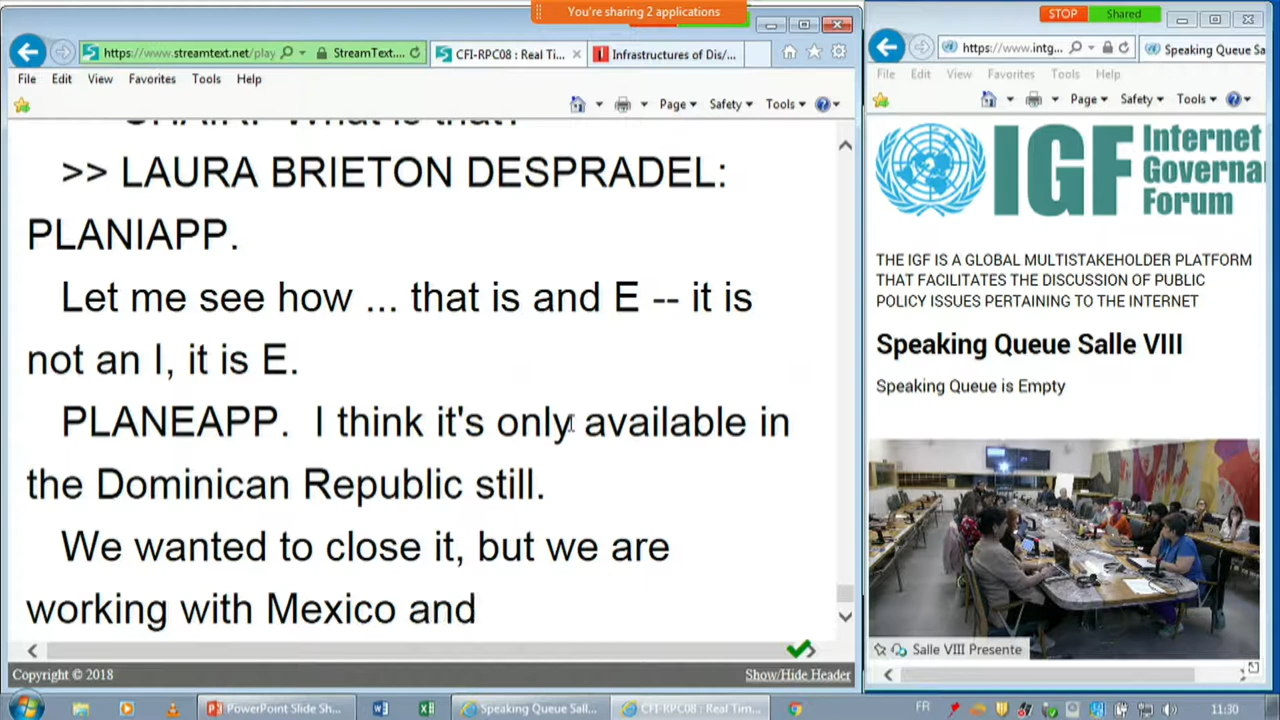 You're sharing 2 applications
STOP
Shared
https://www.streamtext.net/play
StreamText....
CFI-RPC08 : Real Ti...
Infrastructures of Dis/...
File Edit View Favorites Tools Help
Page Safety Tools
>> LAURA BRIETON DESPRADEL:
PLANIAPP.
Let me see how ... that is and E -- it is
not an I, it is E.
PLANEAPP.  I think it's only available in
the Dominican Republic still.
We wanted to close it, but we are
working with Mexico and
Copyright © 2018
Show/Hide Header
https://www.intg
Speaking Queue Sa
File Edit View Favorites Tools Help
Page Safety Tools
IGF
Internet
Governa
Forum
THE IGF IS A GLOBAL MULTISTAKEHOLDER PLATFORM
THAT FACILITATES THE DISCUSSION OF PUBLIC
POLICY ISSUES PERTAINING TO THE INTERNET
Speaking Queue Salle VIII
Speaking Queue is Empty
Salle VIII Presente
PowerPoint Slide Sh...
Speaking Queue Sall...
CFI-RPC08 : Real Tim...
FR
11:30